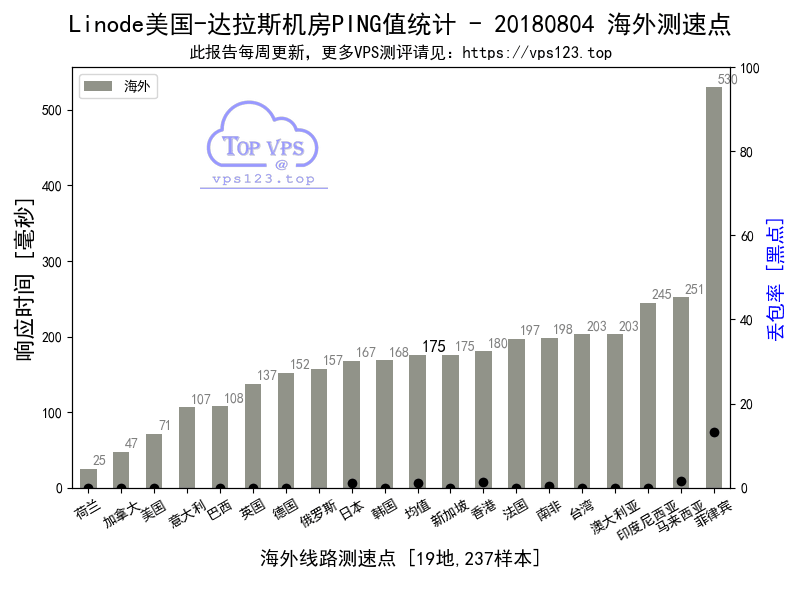 Linode美国-达拉斯机房PING值统计 - 20180804 海外测速点
此报告每周更新，更多VPS测评请见：https://vps123.top
海外
TOP VPS
@
vps123.top
响应时间 [毫秒]
丢包率 [黑点]
0
100
200
300
400
500
0
20
40
60
80
100
25
47
71
107
108
137
152
157
167
168
175
175
180
197
198
203
203
245
251
530
荷兰
加拿大
美国
意大利
巴西
英国
德国
俄罗斯
日本
韩国
均值
新加坡
香港
法国
南非
台湾
澳大利亚
印度尼西亚
马来西亚
菲律宾
海外线路测速点 [19地,237样本]